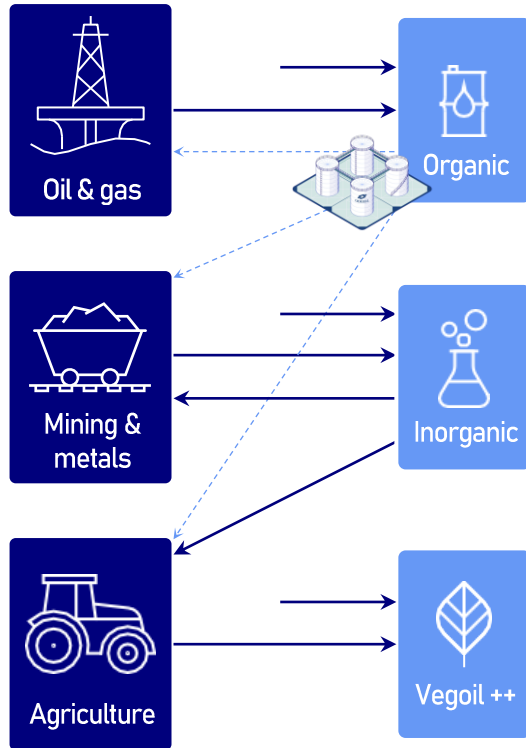 Oil & gas
Organic
Mining &
metals
Inorganic
Agriculture
Vegoil ++